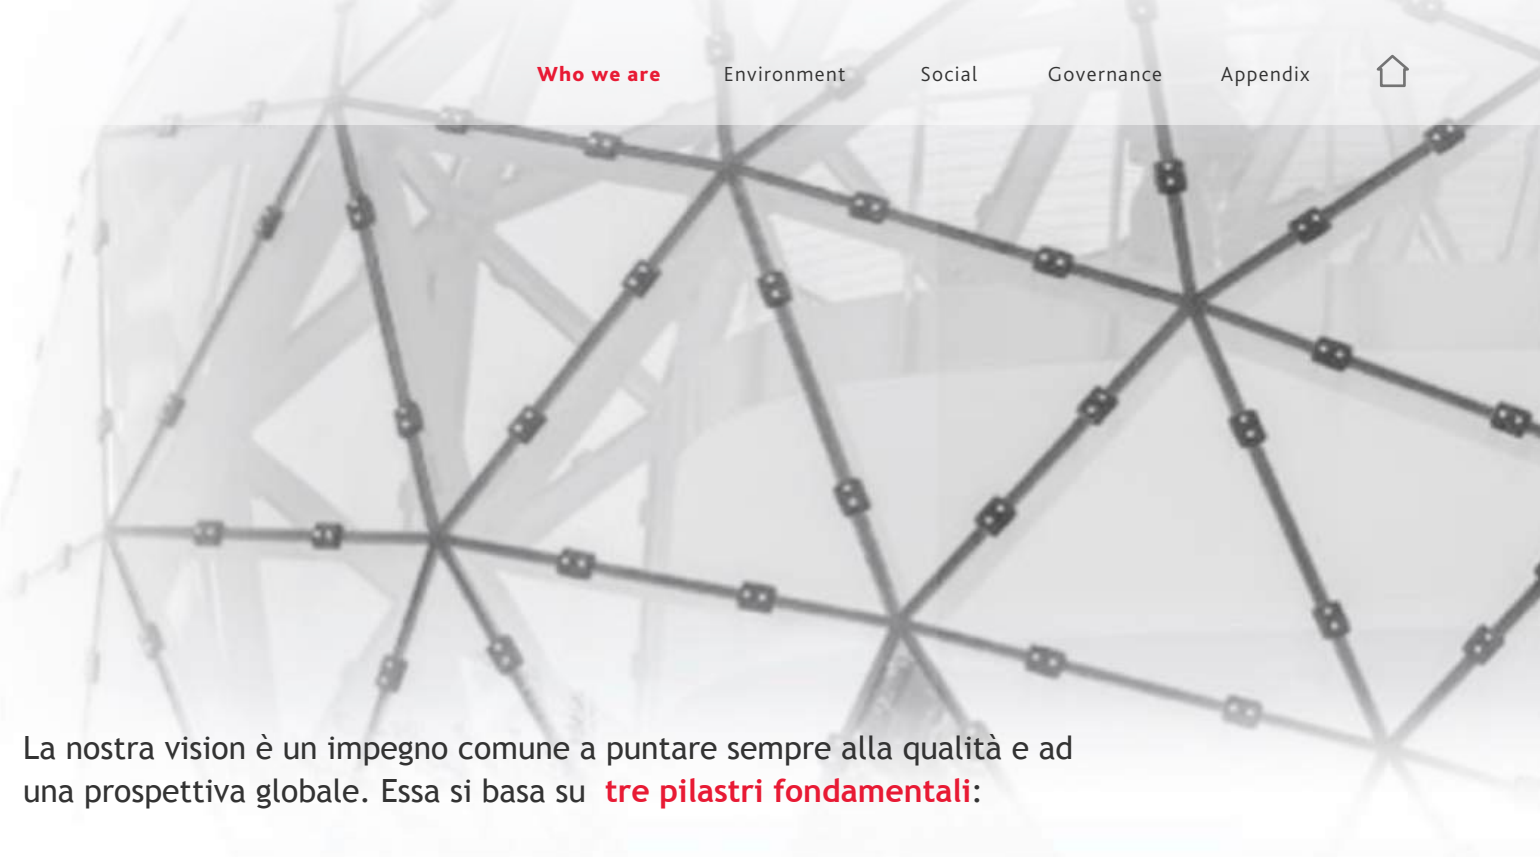 Who we are Environment Social Governance Appendix
La nostra vision è un impegno comune a puntare sempre alla qualità e ad
una prospettiva globale. Essa si basa su tre pilastri fondamentali: